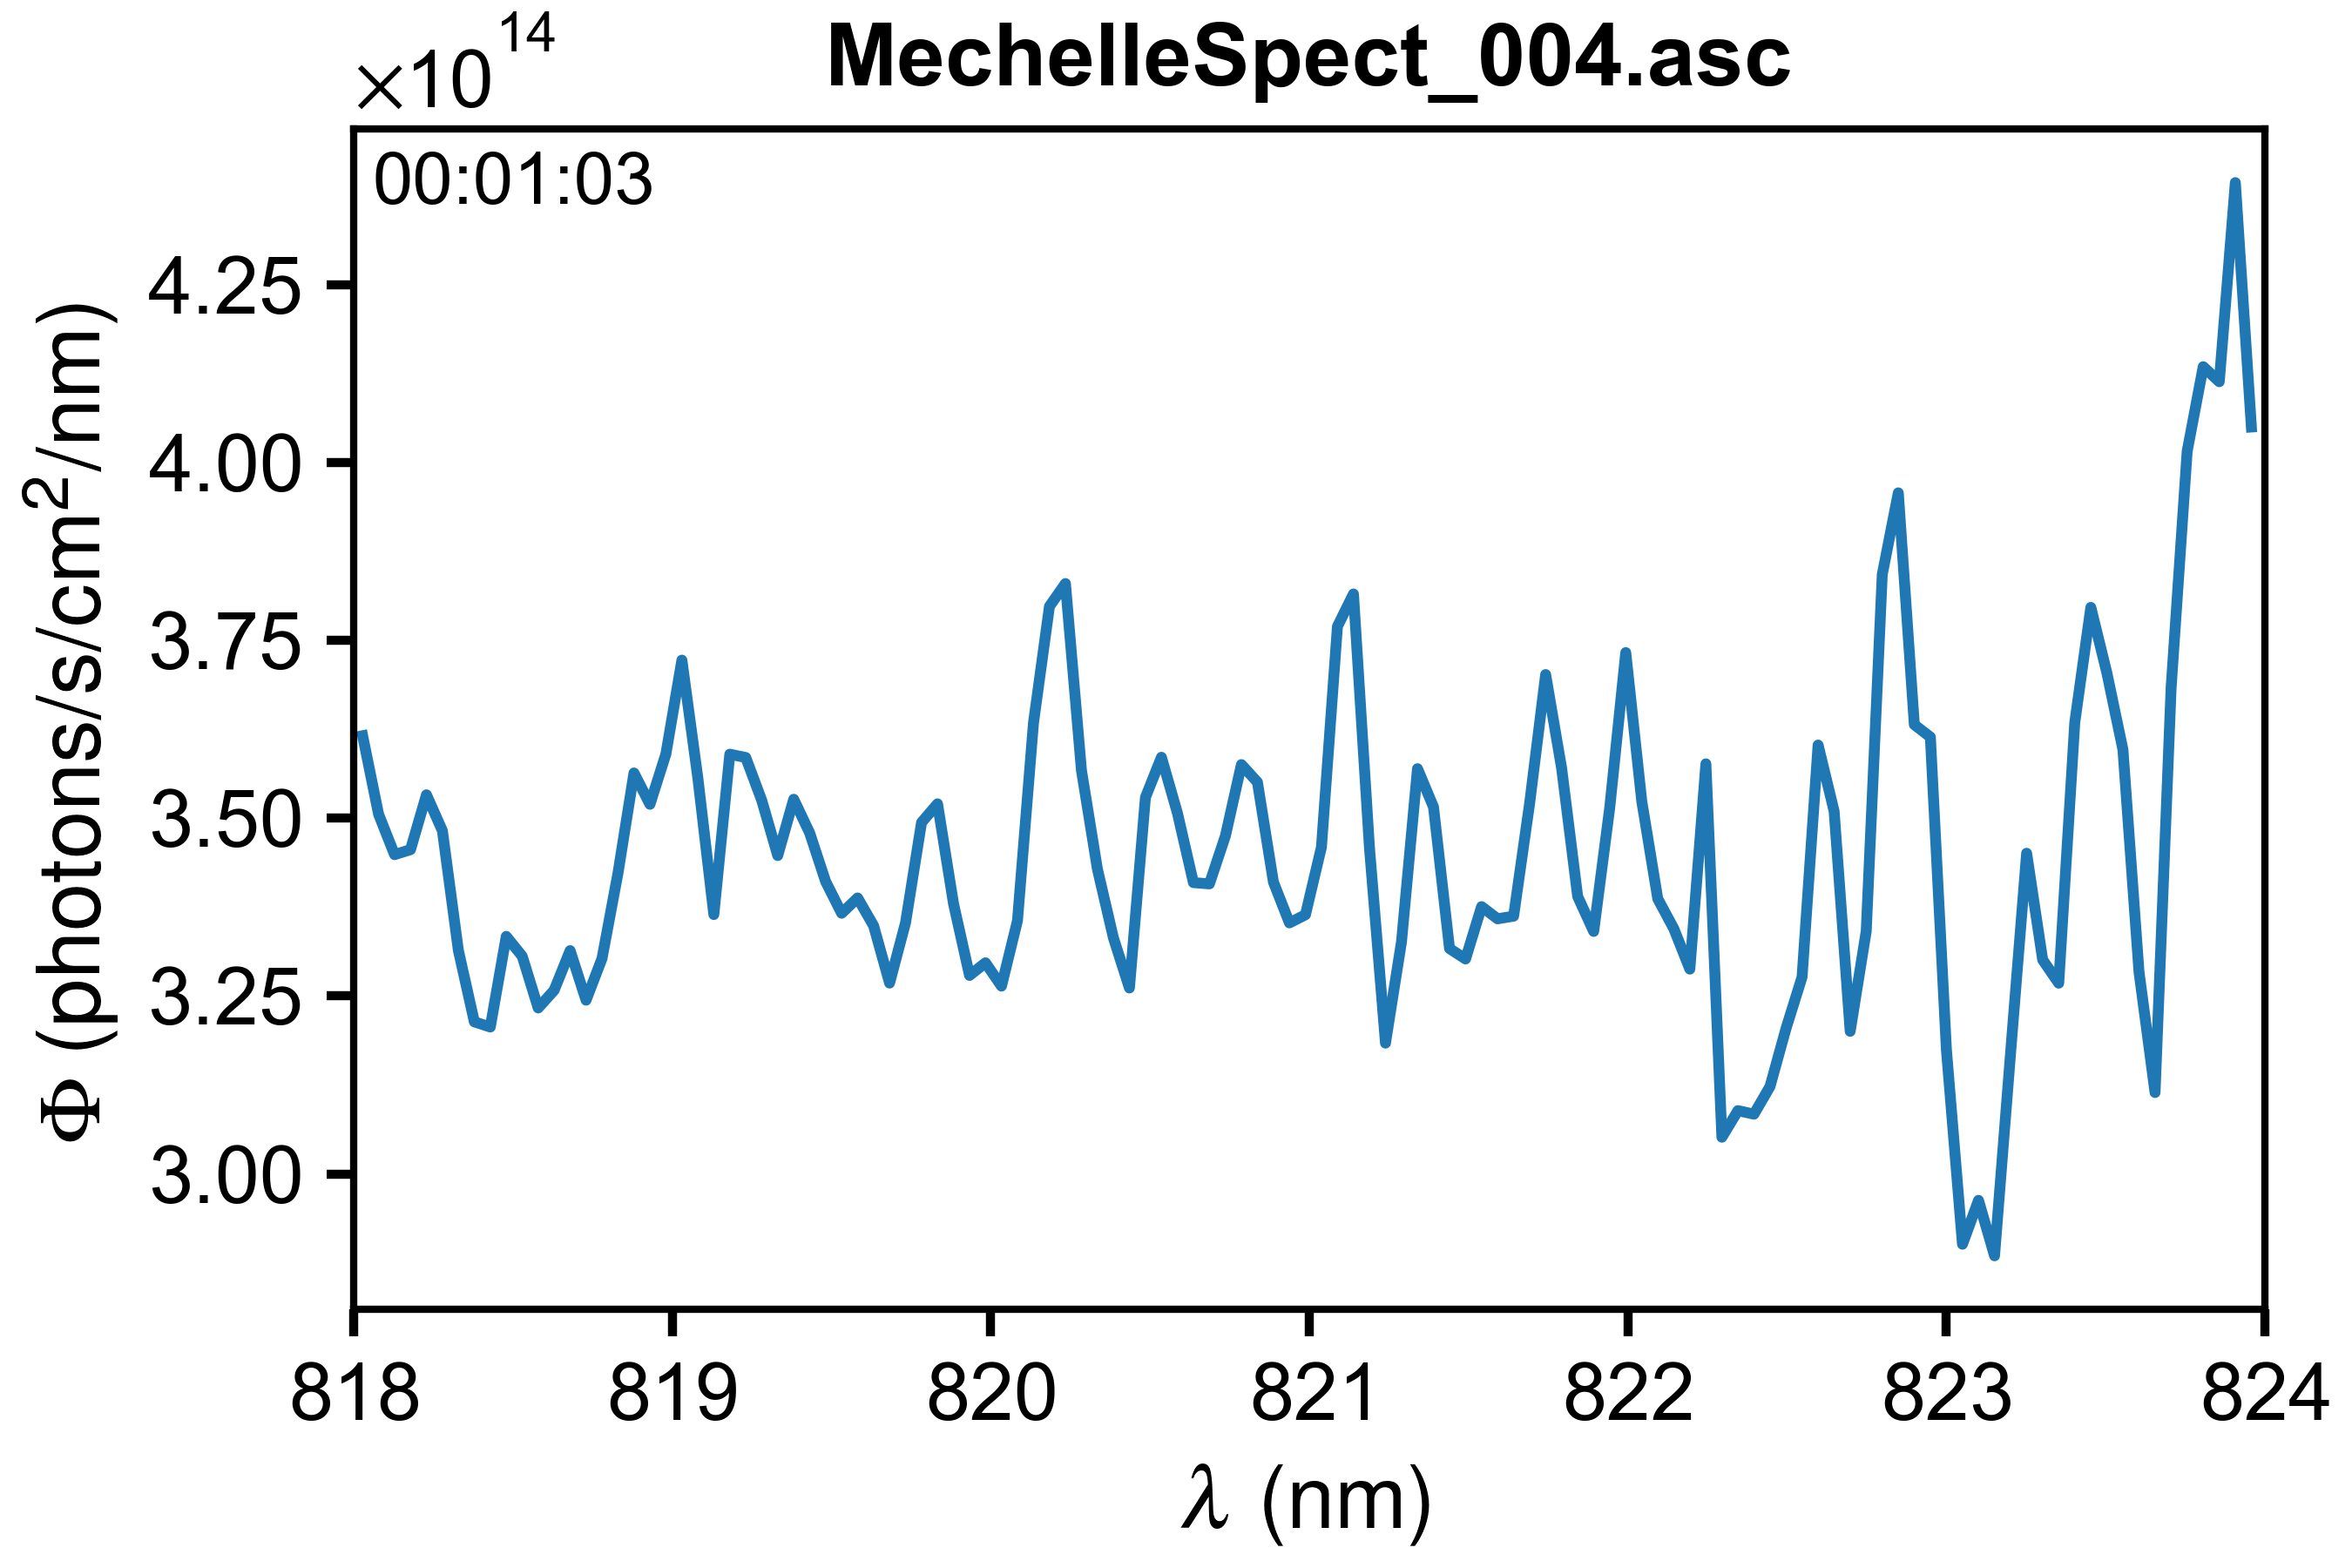 ×10^14
MechelleSpect_004.asc
00:01:03
Φ (photons/s/cm²/nm)
4.25
4.00
3.75
3.50
3.25
3.00
818 819 820 821 822 823 824
λ (nm)